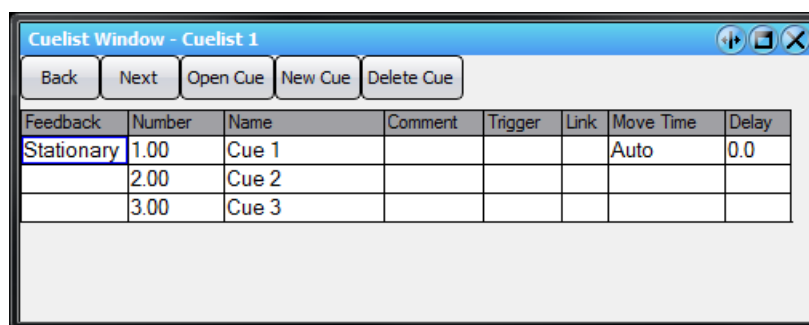 Cuelist Window - Cuelist 1
Back Next Open Cue New Cue Delete Cue
Feedback Number Name Comment Trigger Link Move Time Delay
Stationary 1.00 Cue 1 Auto 0.0
2.00 Cue 2
3.00 Cue 3